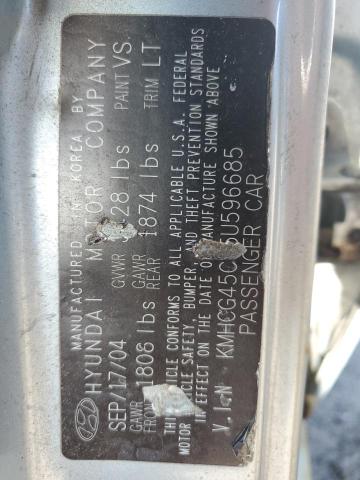 MANUFACTURED IN KOREA BY
HYUNDAI MOTOR COMPANY
SEP/17/04 GVWR 28 lbs PAINT VS.
GAWR FRONT 1806 lbs GAWR REAR 1874 lbs TRIM LT
THI VEHICLE CONFORMS TO ALL APPLICABLE U.S.A. FEDERAL
MOTOR SAFETY, BUMPER, AND THEFT PREVENTION STANDARDS
IN EFFECT ON THE DATE OF MANUFACTURE SHOWN ABOVE
V.I.N KMHCG45C 5U596685
PASSENGER CAR